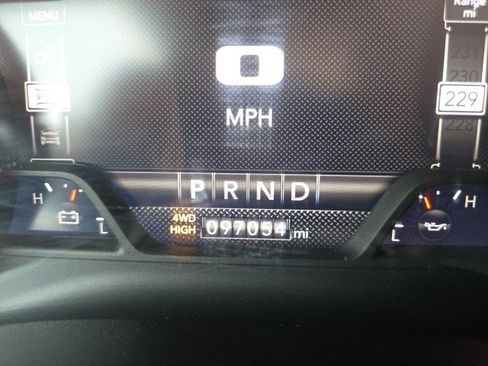 MENU
Range
mi
0
231
230
229
228
MPH
P R N D
H
H
4WD
HIGH
097054 mi
L
L